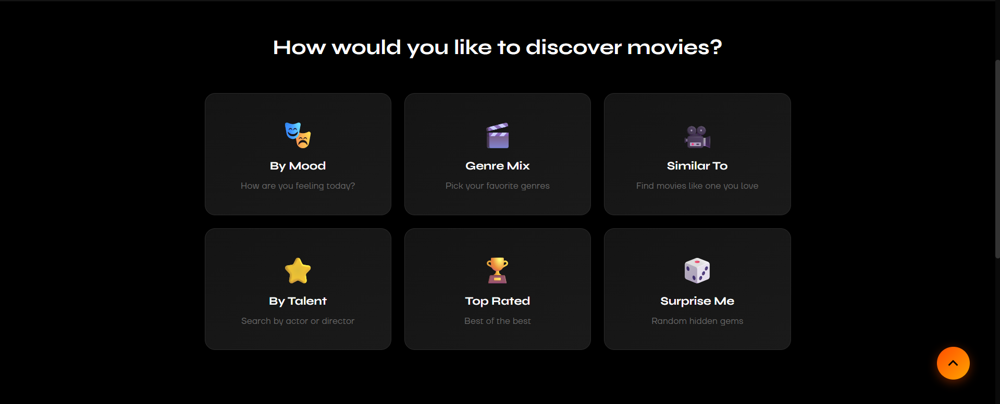 How would you like to discover movies?
By Mood
How are you feeling today?
Genre Mix
Pick your favorite genres
Similar To
Find movies like one you love
By Talent
Search by actor or director
Top Rated
Best of the best
Surprise Me
Random hidden gems